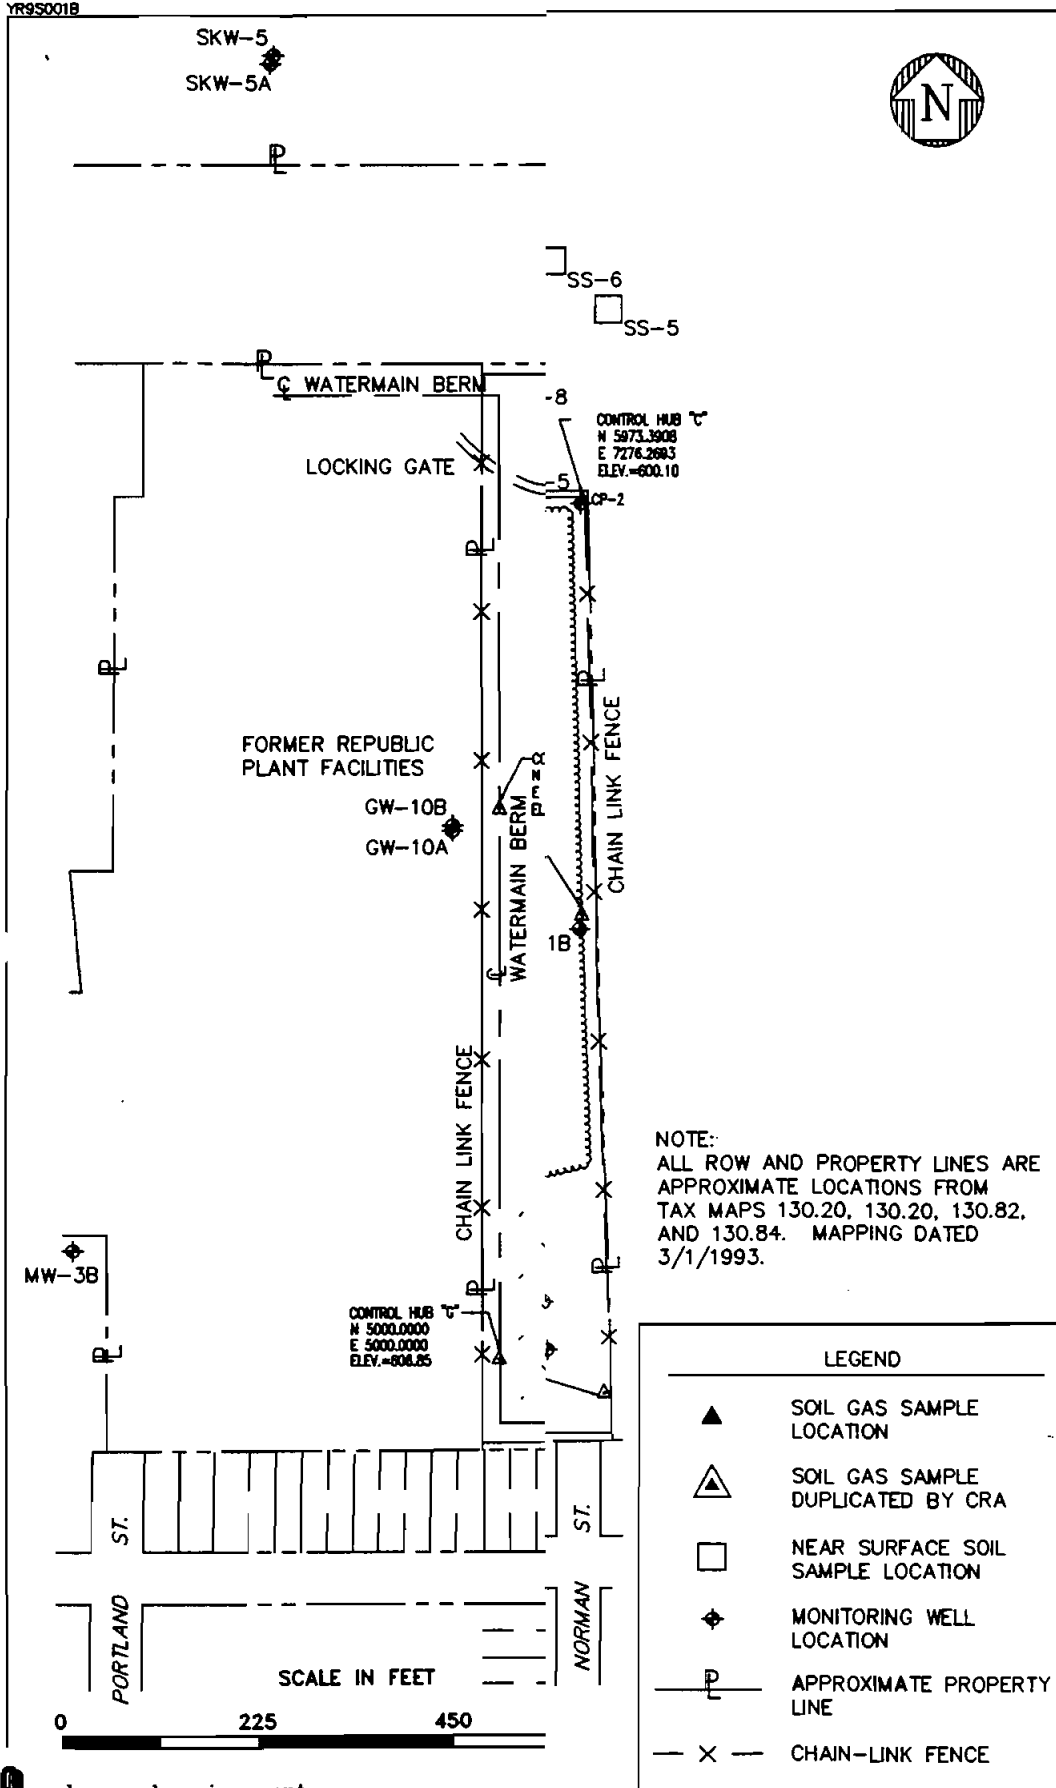 YR9S001B
SKW-5
SKW-5A
N
P
L
SS-6
SS-5
P
L
C
L WATERMAIN BERM
-8
CONTROL HUB "C"
N 5973.3908
E 7276.2693
ELEV.=600.10
LOCKING GATE
-5
CP-2
P
L
P
L
P
L
CHAIN LINK FENCE
FORMER REPUBLIC
PLANT FACILITIES
GW-10B
GW-10A
N
E
WATERMAIN BERM
1B
CHAIN LINK FENCE
NOTE:
ALL ROW AND PROPERTY LINES ARE
APPROXIMATE LOCATIONS FROM
TAX MAPS 130.20, 130.20, 130.82,
AND 130.84. MAPPING DATED
3/1/1993.
MW-3B
P
L
P
L
P
L
CONTROL HUB "G"
N 5000.0000
E 5000.0000
ELEV.=606.85
LEGEND
SOIL GAS SAMPLE
LOCATION
SOIL GAS SAMPLE
DUPLICATED BY CRA
NEAR SURFACE SOIL
SAMPLE LOCATION
MONITORING WELL
LOCATION
P
L
APPROXIMATE PROPERTY
LINE
X
CHAIN-LINK FENCE
PORTLAND ST.
NORMAN ST.
SCALE IN FEET
0 225 450